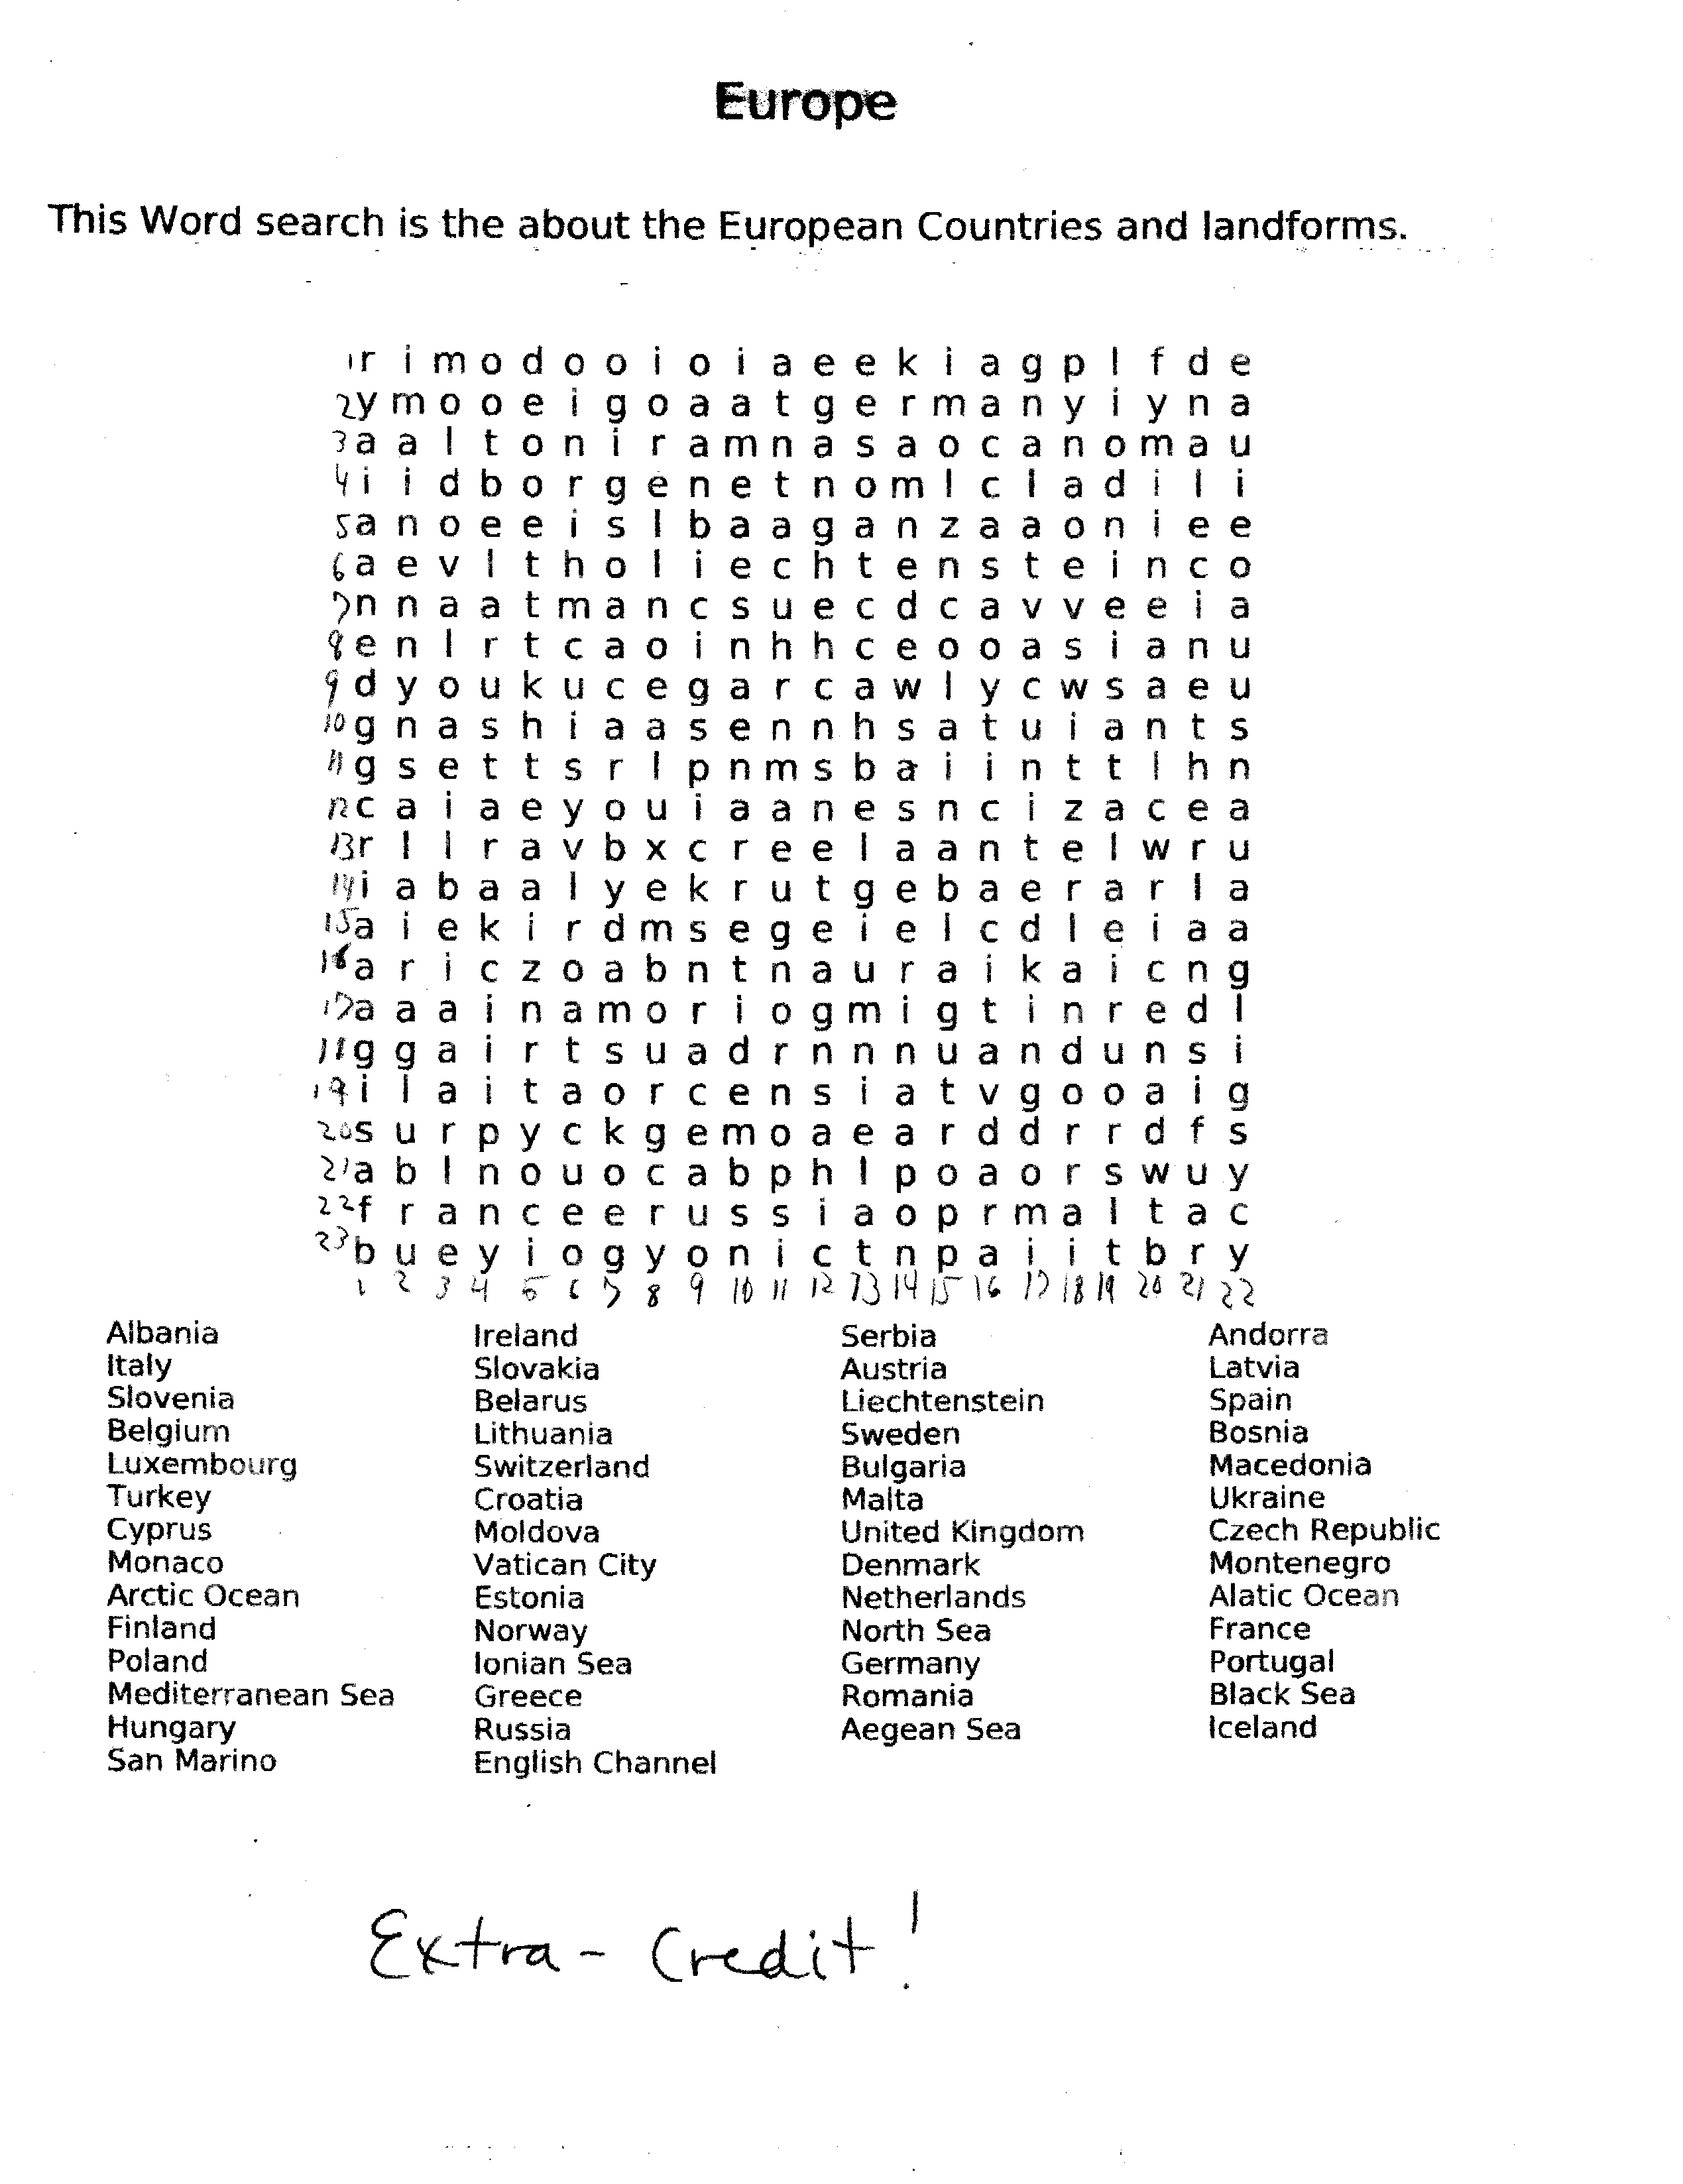 Europe
This Word search is the about the European Countries and landforms.
1 r i m o d o o i o i a e e k i a g p l f d e
2 y m o o e i g o a a t g e r m a n y i y n a
3 a a l t o n i r a m n a s a o c a n o m a u
4 i i d b o r g e n e t n o m l c l a d i l i
5 a n o e e i s l b a a g a n z a a o n i e e
6 a e v l t h o l i e c h t e n s t e i n c o
7 n n a a t m a n c s u e c d c a v v e e i a
8 e n l r t c a o i n h h c e o o a s i a n u
9 d y o u k u c e g a r c a w l y c w s a e u
10 g n a s h i a a s e n n h s a t u i a n t s
11 g s e t t s r l p n m s b a i i n t t l h n
12 c a i a e y o u i a a n e s n c i z a c e a
13 r l l r a v b x c r e e l a a n t e l w r u
14 i a b a a l y e k r u t g e b a e r a r l a
15 a i e k i r d m s e g e i e l c d l e i a a
16 a r i c z o a b n t n a u r a i k a i c n g
17 a a a i n a m o r i o g m i g t i n r e d l
18 g g a i r t s u a d r n n n u a n d u n s i
19 i l a i t a o r c e n s i a t v g o o a i g
20 s u r p y c k g e m o a e a r d d r r d f s
21 a b l n o u o c a b p h l p o a o r s w u y
22 f r a n c e e r u s s i a o p r m a l t a c
23 b u e y i o g y o n i c t n p a i i t b r y
1 2 3 4 5 6 7 8 9 10 11 12 13 14 15 16 17 18 19 20 21 22
Albania Ireland Serbia Andorra
Italy Slovakia Austria Latvia
Slovenia Belarus Liechtenstein Spain
Belgium Lithuania Sweden Bosnia
Luxembourg Switzerland Bulgaria Macedonia
Turkey Croatia Malta Ukraine
Cyprus Moldova United Kingdom Czech Republic
Monaco Vatican City Denmark Montenegro
Arctic Ocean Estonia Netherlands Alatic Ocean
Finland Norway North Sea France
Poland Ionian Sea Germany Portugal
Mediterranean Sea Greece Romania Black Sea
Hungary Russia Aegean Sea Iceland
San Marino English Channel
Extra-Credit!